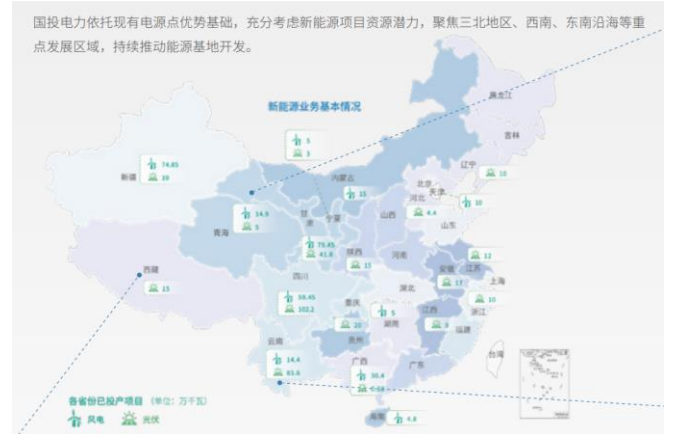 国投电力依托现有电源点优势基础，充分考虑新能源项目资源潜力，聚焦三北地区、西南、东南沿海等重
点发展区域，持续推动能源基地开发。
新能源业务基本情况
黑龙江
吉林
5
3
辽宁
10
新疆
74.85
39
内蒙古
15
北京
天津
河北
10
4.4
山西
山东
青海
14.9
5
甘肃
宁夏
79.45
41.8
陕西
15
河南
12
安徽
江苏
17
西藏
15
四川
59.45
102.2
上海
10
浙江
重庆
湖北
20
贵州
5
湖南
江西
9
福建
云南
14.4
85.6
广西
30.4
广东
台湾
海南
4.8
各省份已投产项目（单位：万千瓦）
风电
光伏